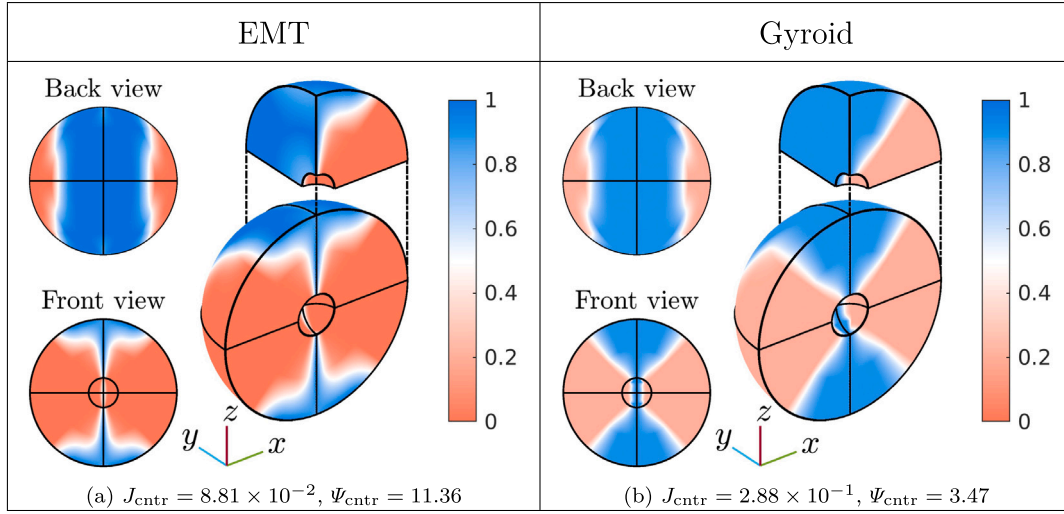 EMT
Gyroid
Back view
1
0.8
0.6
0.4
0.2
0
Front view
z
y
x
(a) J_cntr = 8.81 × 10⁻², Ψ_cntr = 11.36
Back view
1
0.8
0.6
0.4
0.2
0
Front view
z
y
x
(b) J_cntr = 2.88 × 10⁻¹, Ψ_cntr = 3.47